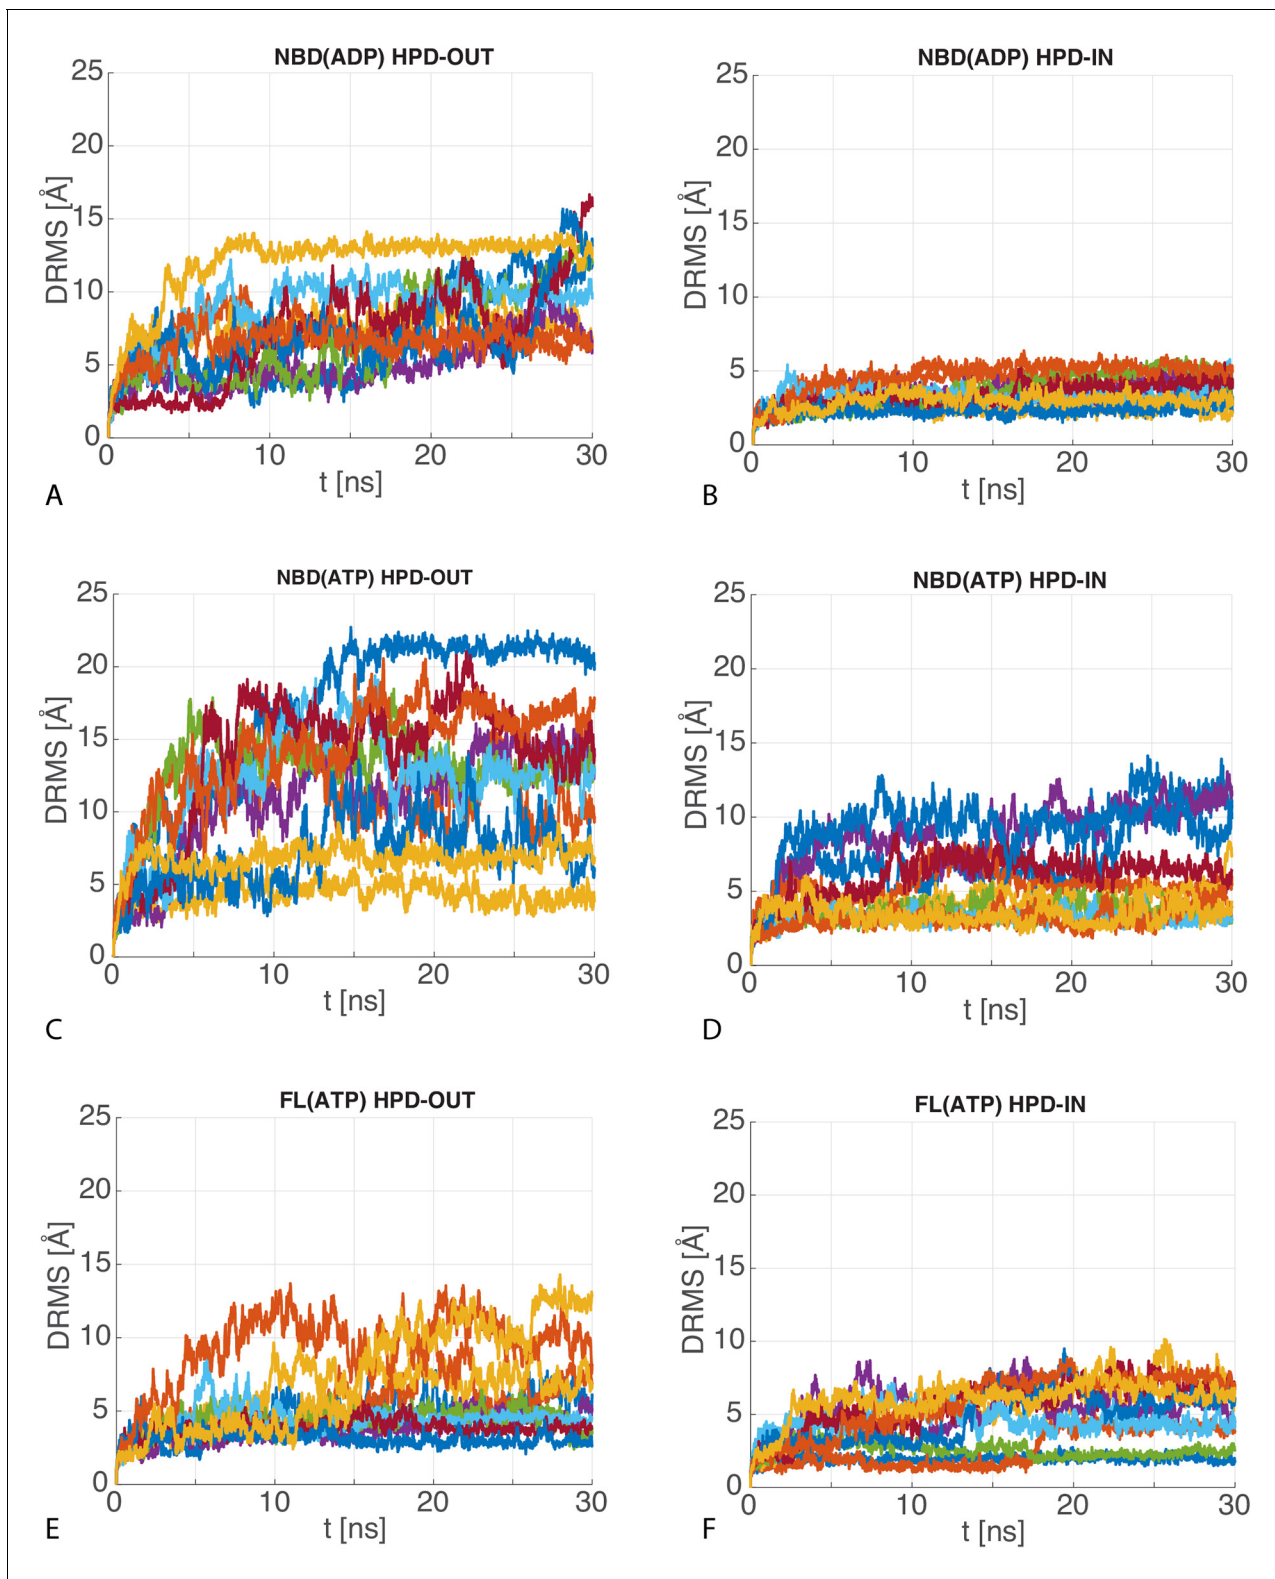 NBD(ADP) HPD-OUT
25
20
15
10
5
0
DRMS [Å]
0 10 20 30
t [ns]
A
NBD(ADP) HPD-IN
25
20
15
10
5
0
DRMS [Å]
0 10 20 30
t [ns]
B
NBD(ATP) HPD-OUT
25
20
15
10
5
0
DRMS [Å]
0 10 20 30
t [ns]
C
NBD(ATP) HPD-IN
25
20
15
10
5
0
DRMS [Å]
0 10 20 30
t [ns]
D
FL(ATP) HPD-OUT
25
20
15
10
5
0
DRMS [Å]
0 10 20 30
t [ns]
E
FL(ATP) HPD-IN
25
20
15
10
5
0
DRMS [Å]
0 10 20 30
t [ns]
F